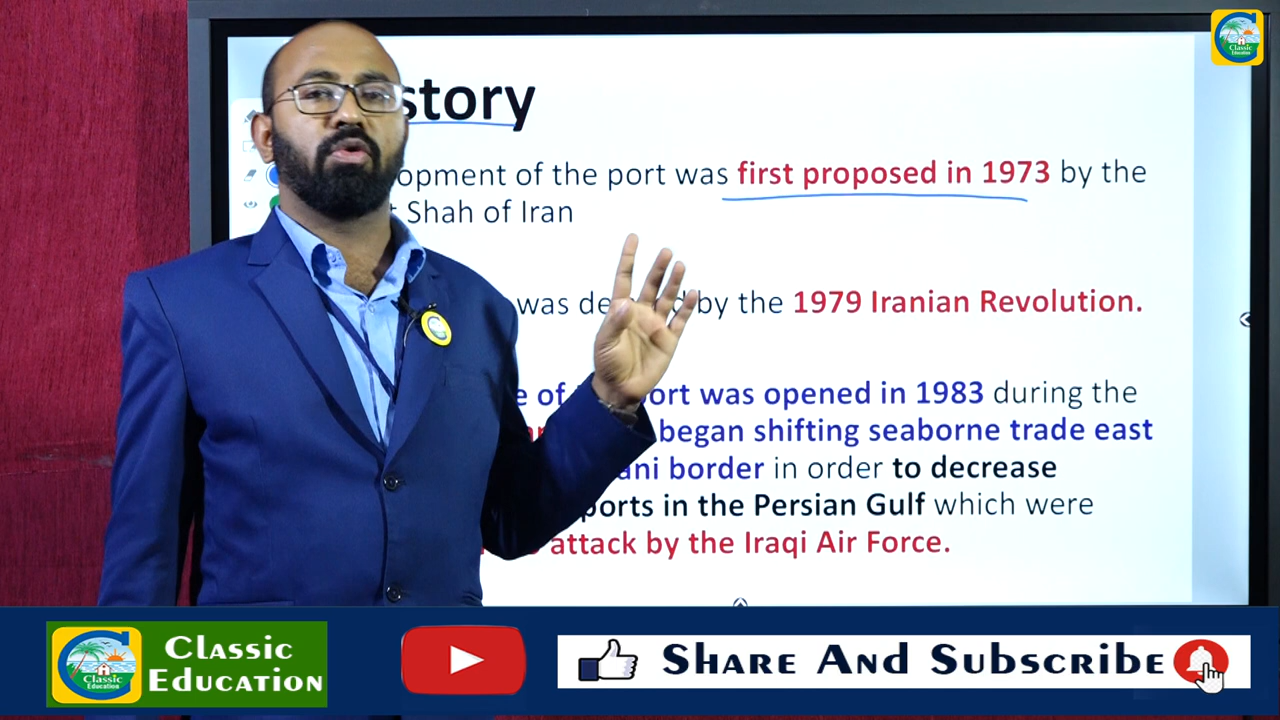 Classic
Education
story
opment of the port was first proposed in 1973 by the
t Shah of Iran
was de d by the 1979 Iranian Revolution.
e of ort was opened in 1983 during the
began shifting seaborne trade east
ani border in order to decrease
ports in the Persian Gulf which were
attack by the Iraqi Air Force.
Classic
Education
Classic
Education
Share And Subscribe